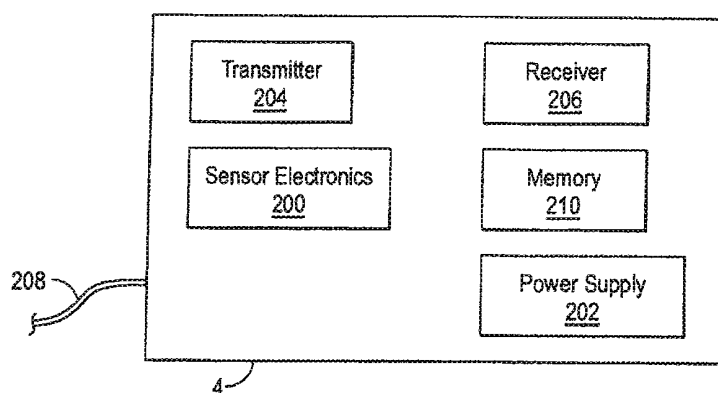 Transmitter
204
Receiver
206
Sensor Electronics
200
Memory
210
208
Power Supply
202
4